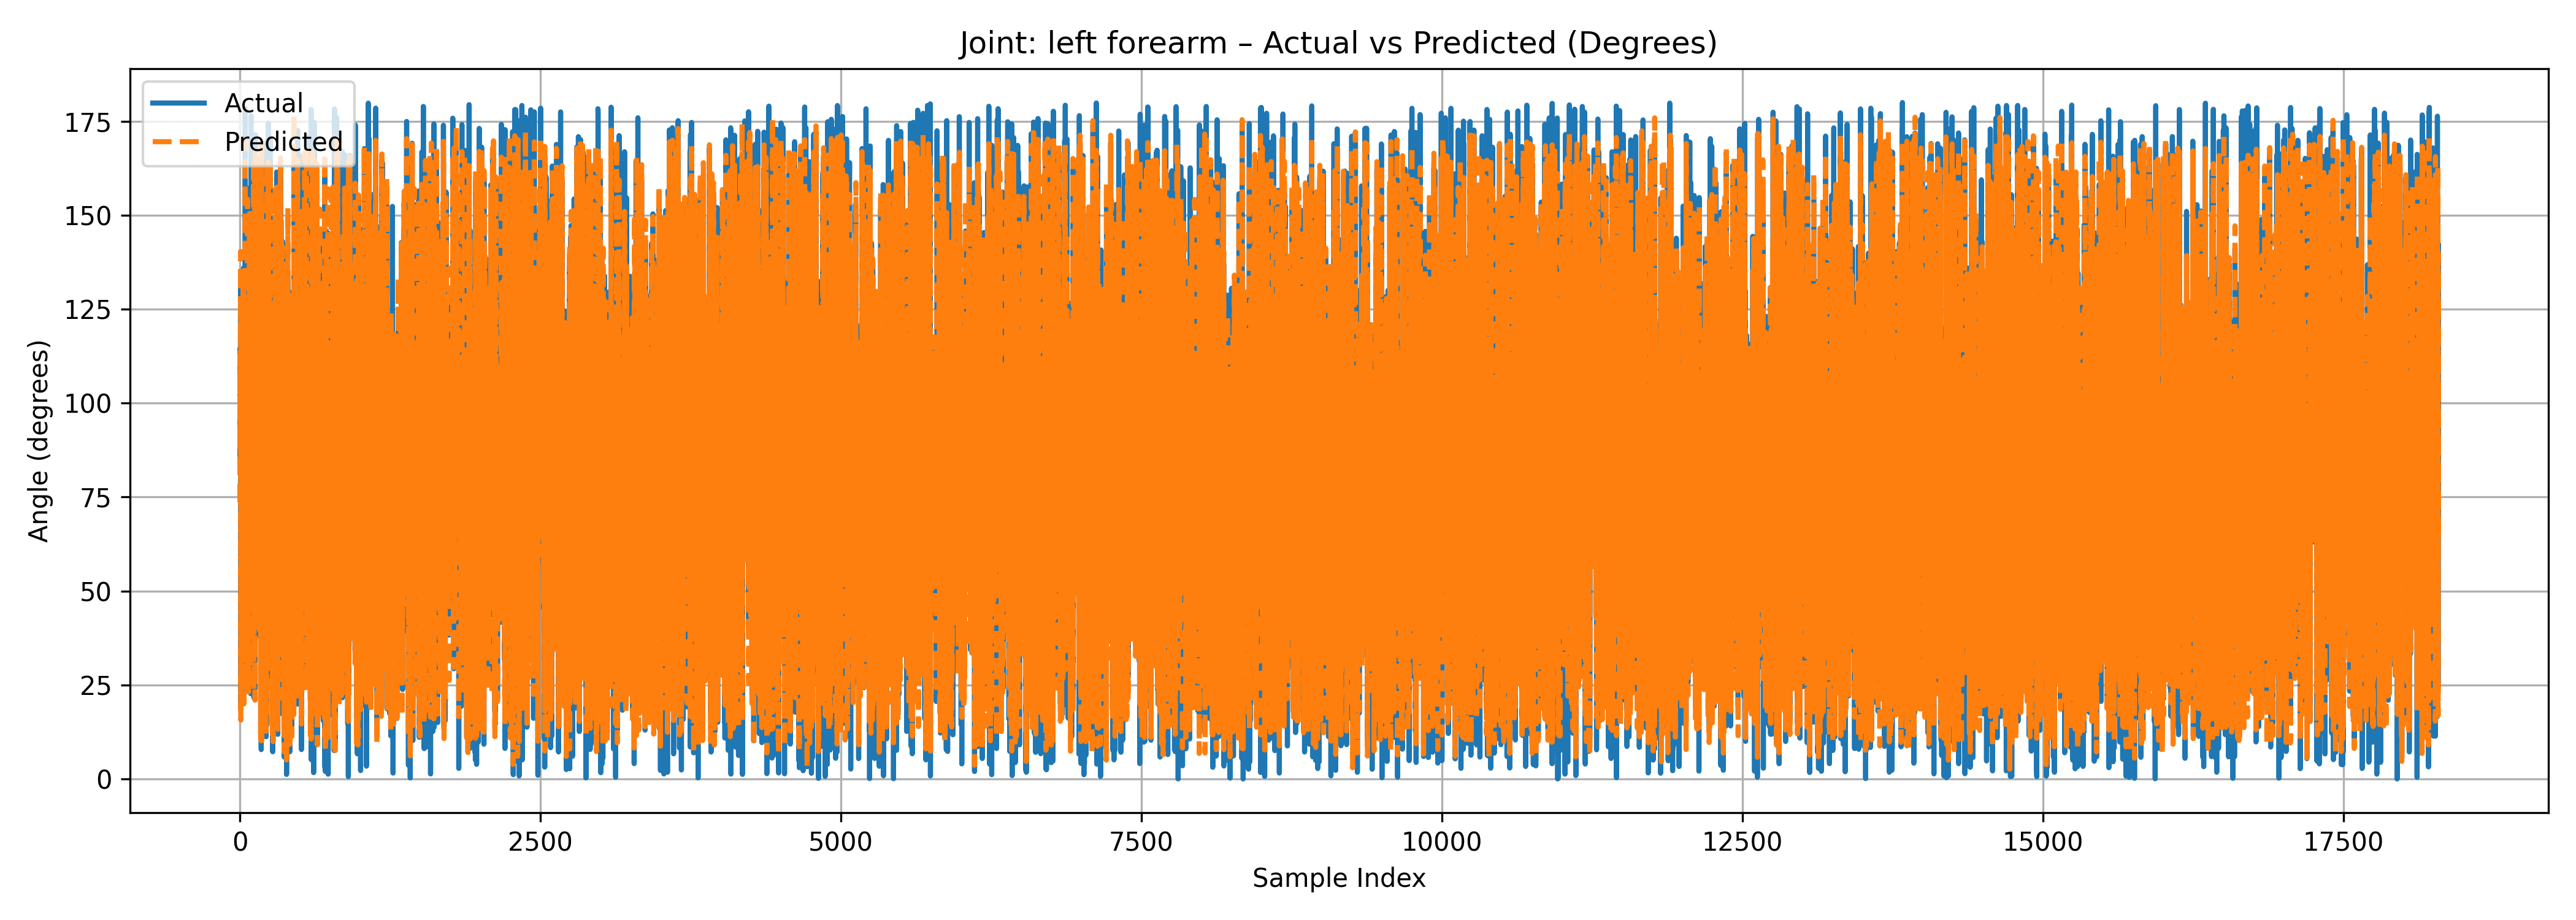 Joint: left forearm – Actual vs Predicted (Degrees)
Actual
Predicted
175
150
125
100
75
50
25
0
Angle (degrees)
0 2500 5000 7500 10000 12500 15000 17500
Sample Index